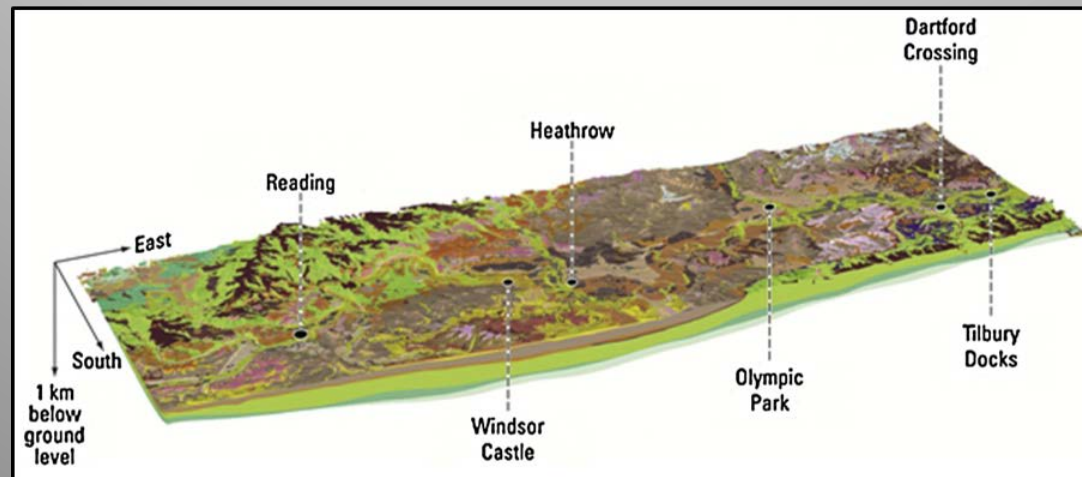 Dartford
Crossing
Heathrow
Reading
East
South
1 km
below
ground
level
Windsor
Castle
Olympic
Park
Tilbury
Docks